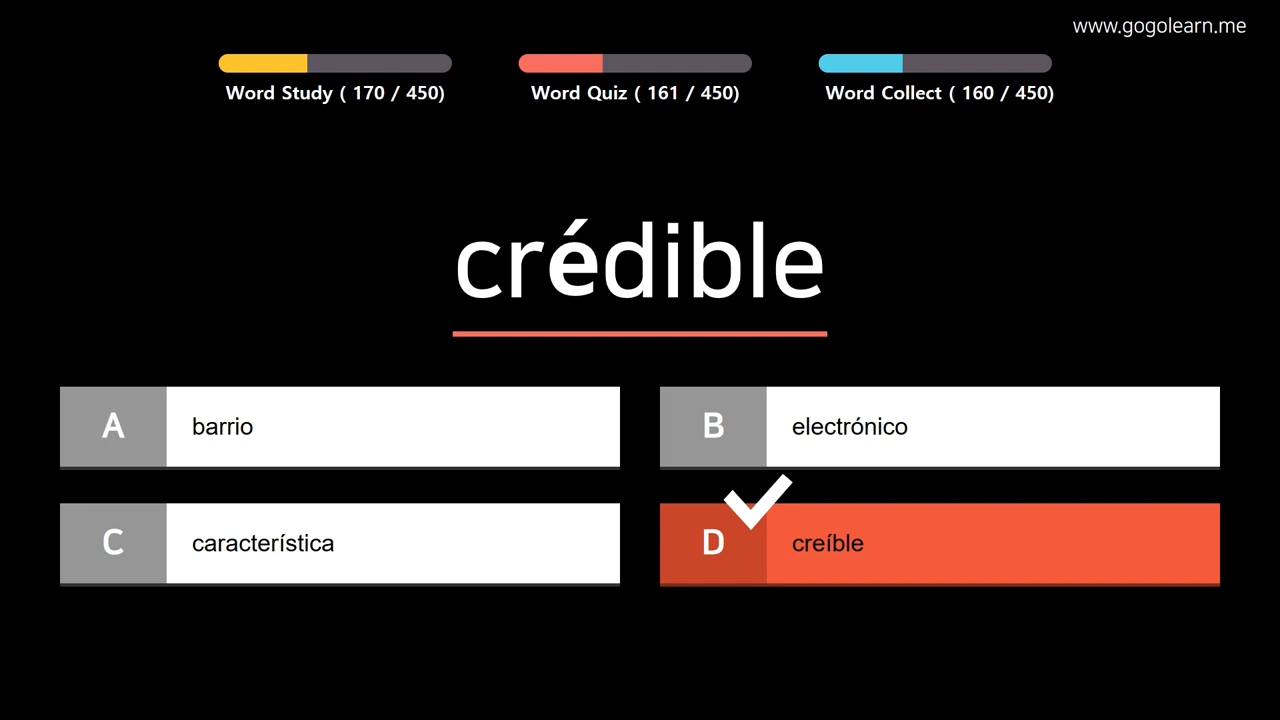 www.gogolearn.me
Word Study ( 170 / 450)
Word Quiz ( 161 / 450)
Word Collect ( 160 / 450)
crédible
A barrio
B electrónico
C característica
D creíble